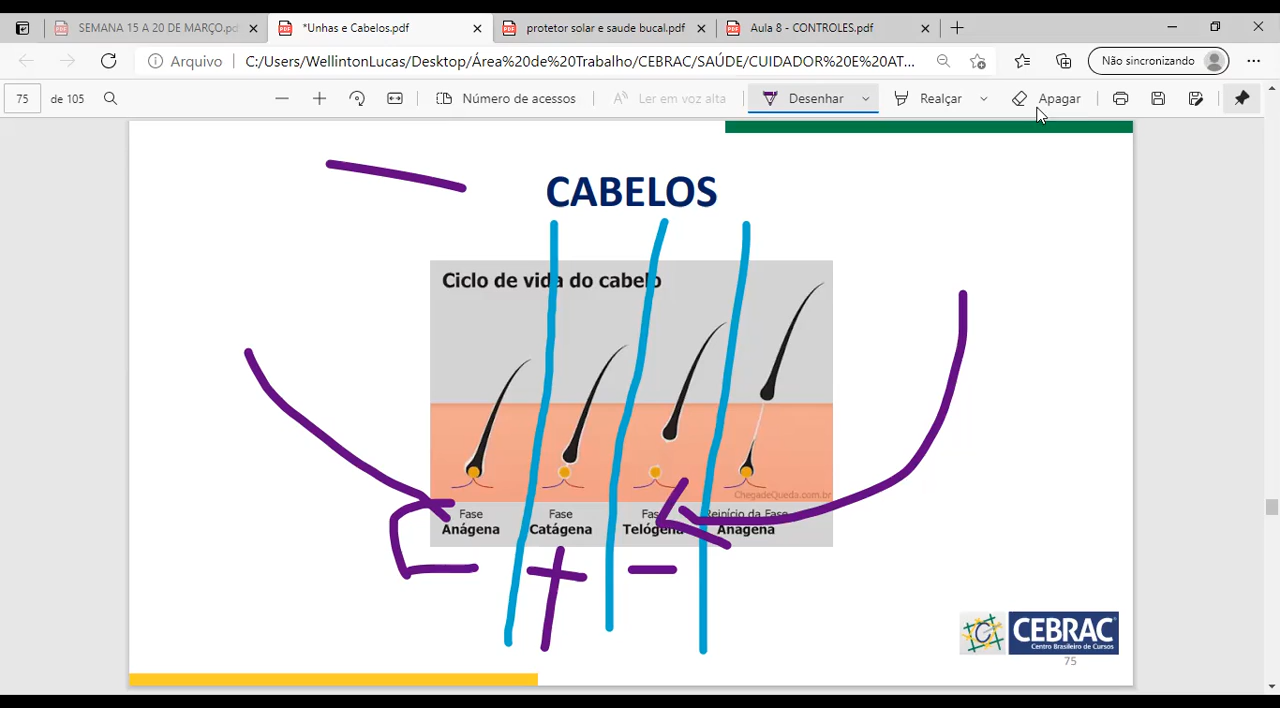 SEMANA 15 A 20 DE MARÇO.pd
*Unhas e Cabelos.pdf
protetor solar e saude bucal.pdf
Aula 8 - CONTROLES.pdf
Arquivo
C:/Users/WellintonLucas/Desktop/Área%20de%20Trabalho/CEBRAC/SAÚDE/CUIDADOR%20E%20AT...
Não sincronizando
75 de 105
Número de acessos
Ler em voz alta
Desenhar
Realçar
Apagar
CABELOS
Ciclo de vida do cabelo
ChegadeQueda.com.br
Fase Anágena
Fase Catágena
Fase Telógena
Reinício da Fase Anágena
CEBRAC
Centro Brasileiro de Cursos
75